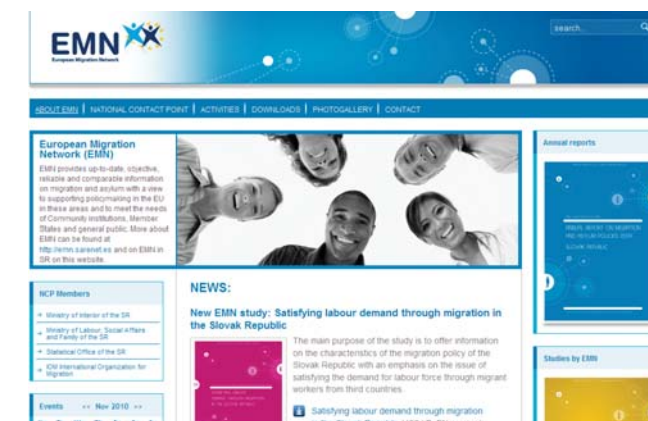 EMN
European Migration Network
search...
ABOUT EMN | NATIONAL CONTACT POINT | ACTIVITIES | DOWNLOADS | PHOTOGALLERY | CONTACT
European Migration
Network (EMN)
EMN provides up-to-date, objective,
reliable and comparable information
on migration and asylum with a view
to supporting policymaking in the EU
in these areas and to meet the needs
of Community institutions, Member
States and general public. More about
EMN can be found at
http://emn.sarenet.es and on EMN in
SR on this website.
NCP Members
Ministry of Interior of the SR
Ministry of Labour, Social Affairs
and Family of the SR
Statistical Office of the SR
IOM International Organization for
Migration
Events << Nov 2010 >>
NEWS:
New EMN study: Satisfying labour demand through migration in
the Slovak Republic
The main purpose of the study is to offer information
on the characteristics of the migration policy of the
Slovak Republic with an emphasis on the issue of
satisfying the demand for labour force through migrant
workers from third countries.
Satisfying labour demand through migration
Annual reports
ANNUAL REPORT ON MIGRATION
AND ASYLUM POLICIES
SLOVAK REPUBLIC
Studies by EMN